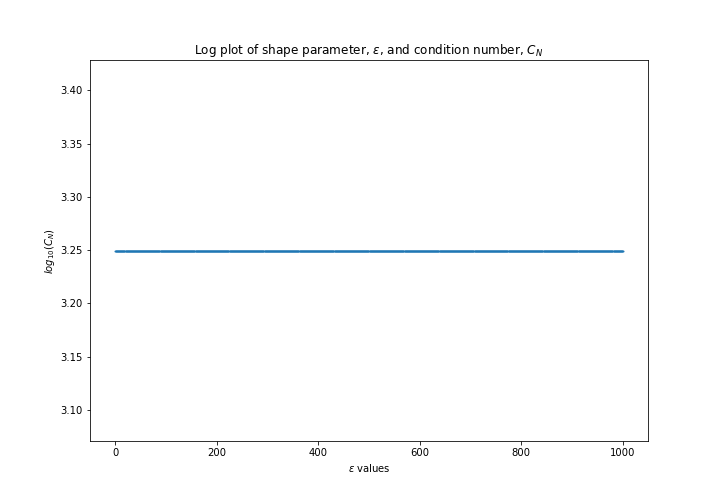 Log plot of shape parameter, ε, and condition number, C_N
3.40
3.35
3.30
3.25
3.20
3.15
3.10
log₁₀(C_N)
0 200 400 600 800 1000
ε values